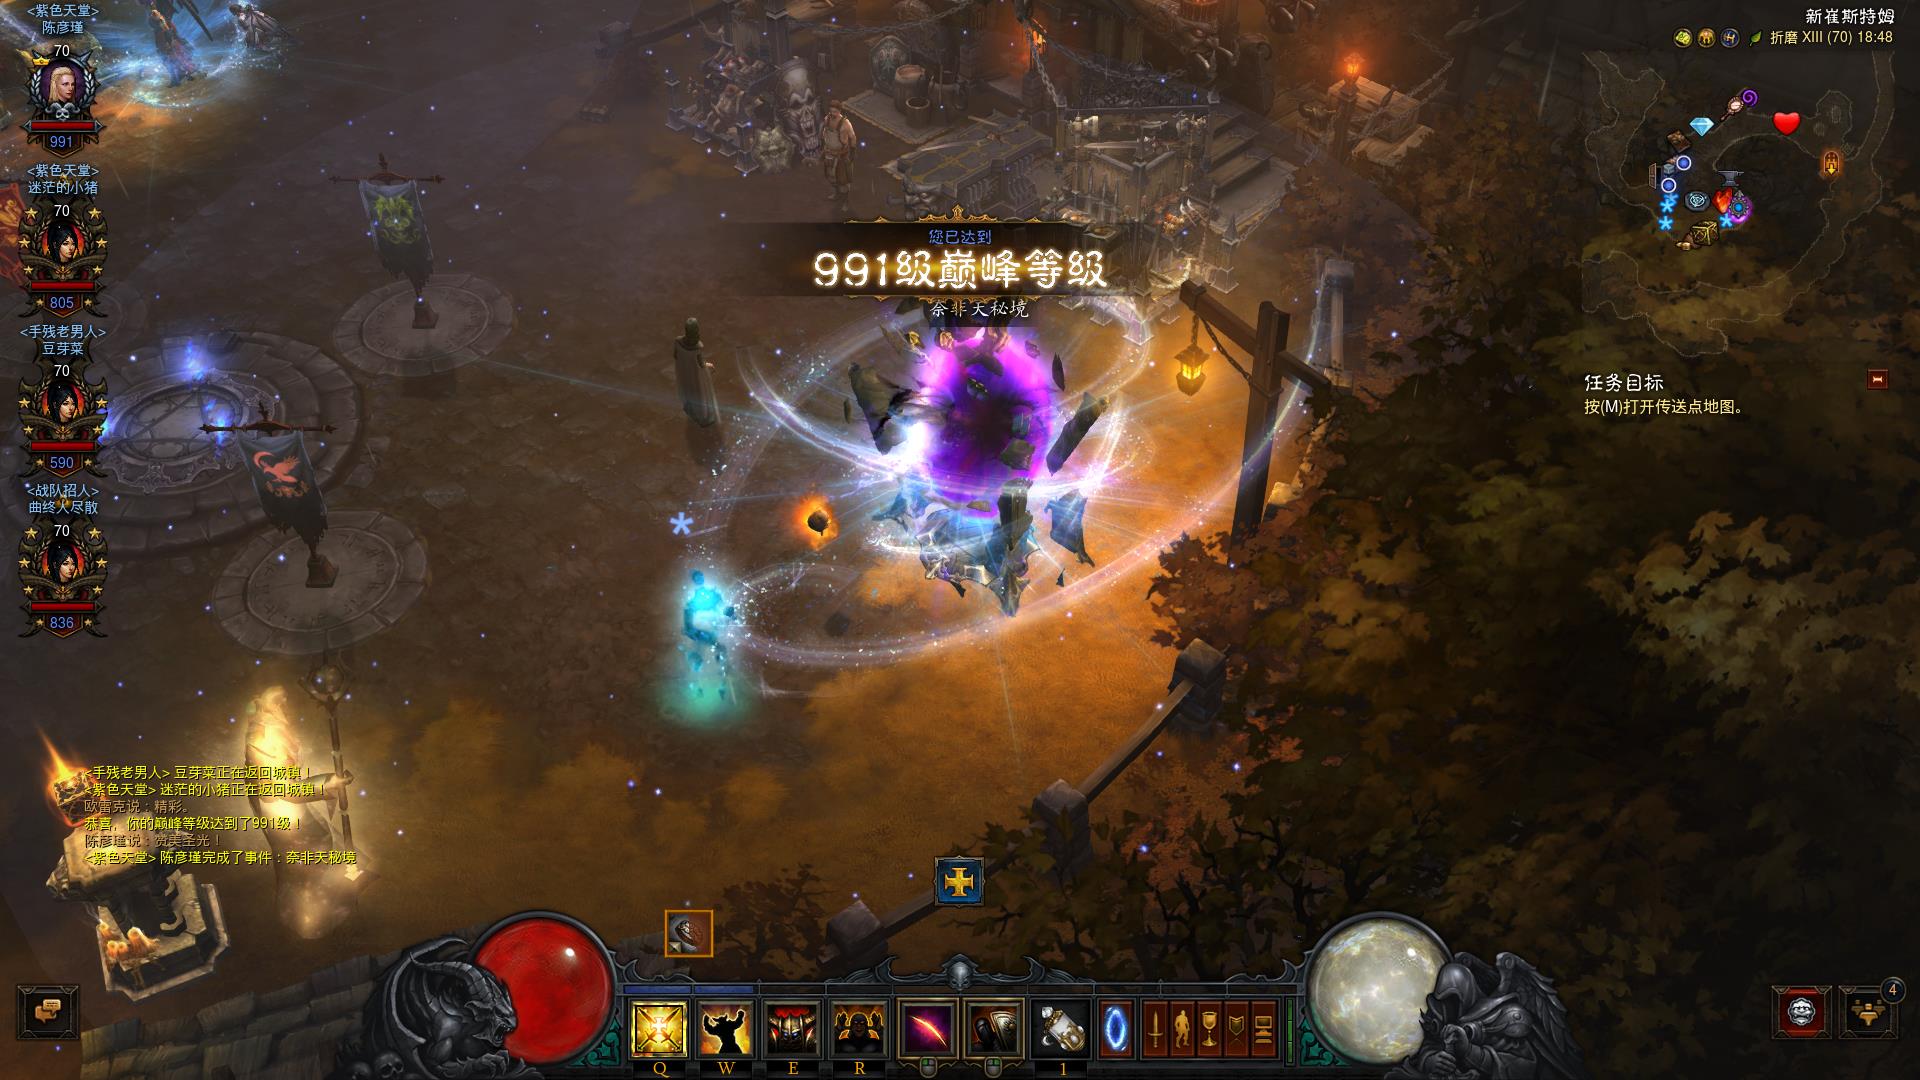 <紫色天堂>
陈彦瑾
70
991
<紫色天堂>
迷茫的小猪
70
805
<手残老男人>
豆芽菜
70
590
<战队招人>
曲终人尽散
70
836
新崔斯特姆
折磨 XIII (70) 18:48
您已达到
991级巅峰等级
奈非天秘境
任务目标
按(M)打开传送点地图。
<手残老男人> 豆芽菜正在返回城镇！
<紫色天堂> 迷茫的小猪正在返回城镇！
欧雷克说：精彩。
恭喜，你的巅峰等级达到了991级！
陈彦瑾说：赞美圣光！
<紫色天堂> 陈彦瑾完成了事件：奈非天秘境
4
Q W E R 1